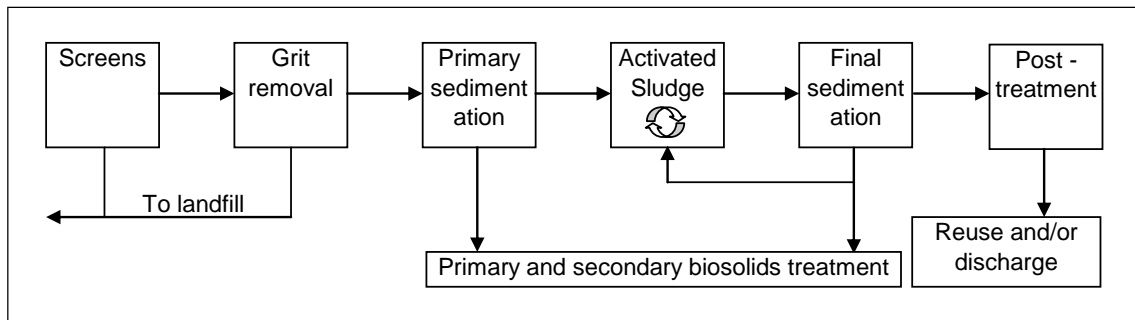 Screens
Grit
removal
Primary
sediment
ation
Activated
Sludge
Final
sediment
ation
Post -
treatment
To landfill
Primary and secondary biosolids treatment
Reuse and/or
discharge